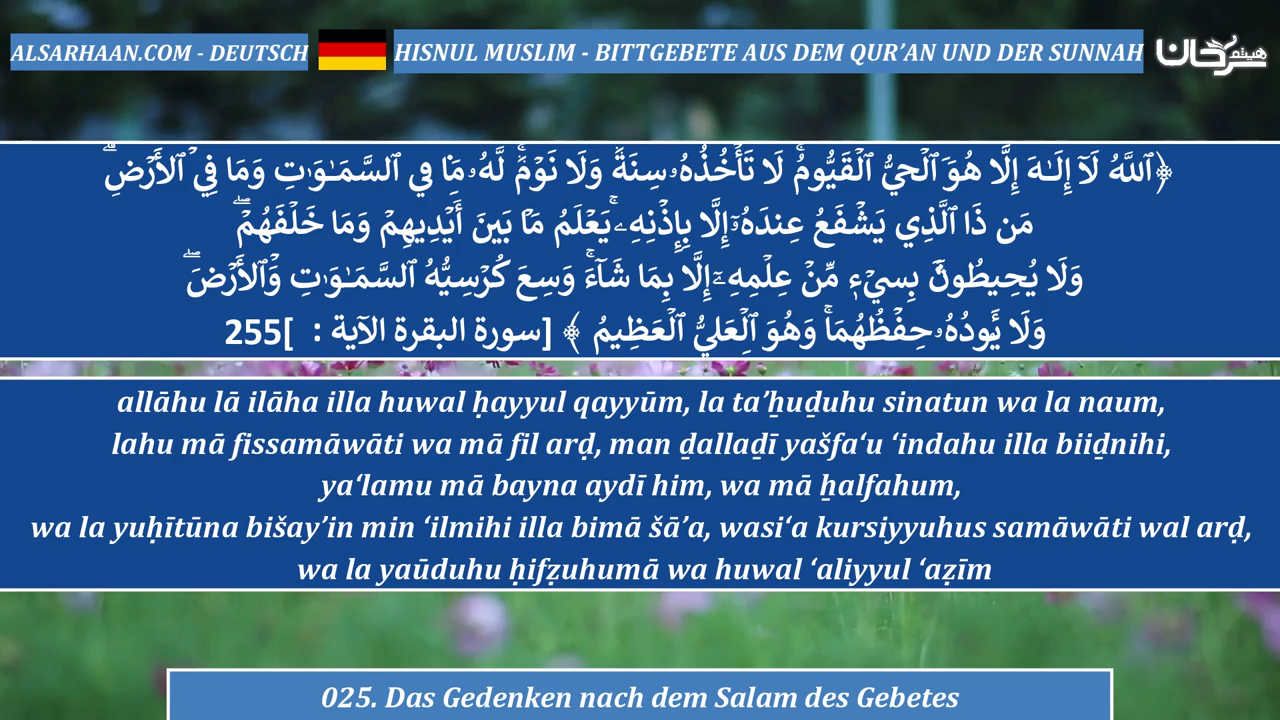 ALSARHAAN.COM - DEUTSCH
HISNUL MUSLIM - BITTGEBETE AUS DEM QUR’AN UND DER SUNNAH
هيثم سرحان
﴿ٱللَّهُ لَآ إِلَـٰهَ إِلَّا هُوَ ٱلۡحَيُّ ٱلۡقَيُّومُۚ لَا تَأۡخُذُهُۥ سِنَةࣱ وَلَا نَوۡمࣱۚ لَّهُۥ مَا فِي ٱلسَّمَـٰوَ ٰ⁠تِ وَمَا فِي ٱلۡأَرۡضِۗ
مَن ذَا ٱلَّذِي يَشۡفَعُ عِندَهُۥۤ إِلَّا بِإِذۡنِهِۦۚ يَعۡلَمُ مَا بَيۡنَ أَيۡدِيهِمۡ وَمَا خَلۡفَهُمۡۖ
وَلَا يُحِيطُونَ بِشَيۡءࣲ مِّنۡ عِلۡمِهِۦۤ إِلَّا بِمَا شَاۤءَۚ وَسِعَ كُرۡسِيُّهُ ٱلسَّمَـٰوَ ٰ⁠تِ وَٱلۡأَرۡضَۖ
وَلَا يَـُٔودُهُۥ حِفۡظُهُمَاۚ وَهُوَ ٱلۡعَلِيُّ ٱلۡعَظِيمُ ﴾ [سورة البقرة الآية : ]255
allāhu lā ilāha illa huwal ḥayyul qayyūm, la ta’ẖuḏuhu sinatun wa la naum,
lahu mā fissamāwāti wa mā fil arḍ, man ḏallaḏī yašfa‘u ‘indahu illa biiḏnihi,
ya‘lamu mā bayna aydī him, wa mā ẖalfahum,
wa la yuḥītūna bišay’in min ‘ilmihi illa bimā šā’a, wasi‘a kursiyyuhus samāwāti wal arḍ,
wa la yaūduhu ḥifẓuhumā wa huwal ‘aliyyul ‘aẓīm
025. Das Gedenken nach dem Salam des Gebetes